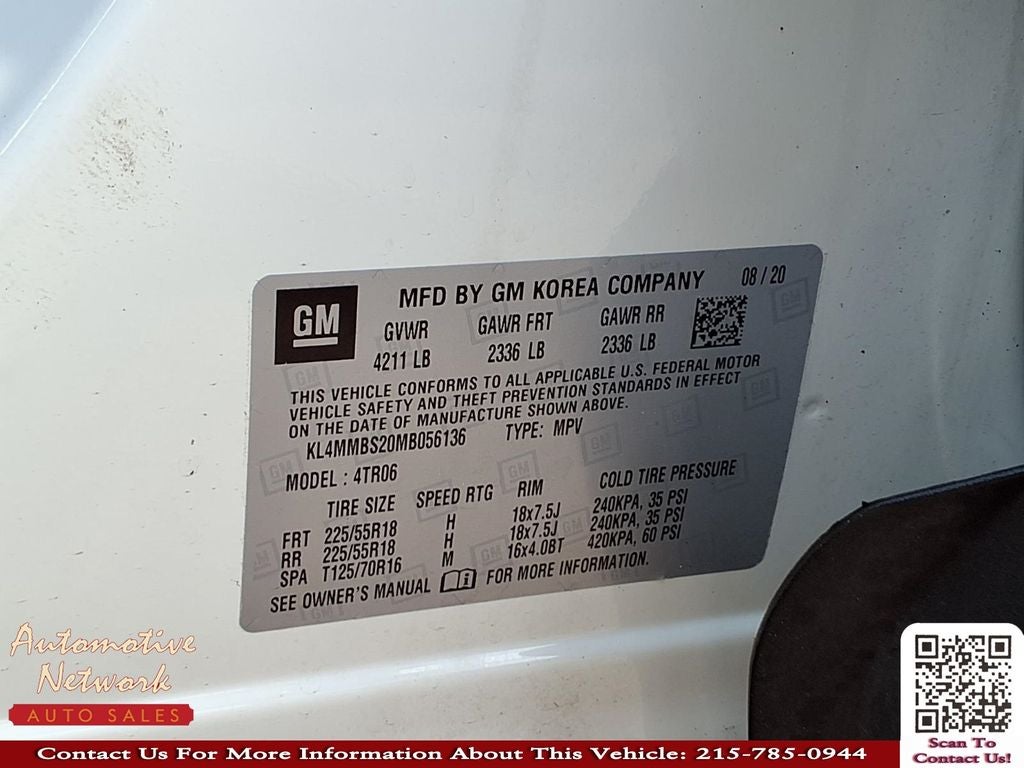 GM
MFD BY GM KOREA COMPANY 08/20
GVWR GAWR FRT GAWR RR
4211 LB 2336 LB 2336 LB
THIS VEHICLE CONFORMS TO ALL APPLICABLE U.S. FEDERAL MOTOR
VEHICLE SAFETY AND THEFT PREVENTION STANDARDS IN EFFECT
ON THE DATE OF MANUFACTURE SHOWN ABOVE.
KL4MMBS20MB056136 TYPE: MPV
MODEL : 4TR06
TIRE SIZE SPEED RTG RIM COLD TIRE PRESSURE
FRT 225/55R18 H 18x7.5J 240KPA, 35 PSI
RR 225/55R18 H 18x7.5J 240KPA, 35 PSI
SPA T125/70R16 M 16x4.0BT 420KPA, 60 PSI
SEE OWNER'S MANUAL FOR MORE INFORMATION.
Automotive
Network
AUTO SALES
Contact Us For More Information About This Vehicle: 215-785-0944
Scan To
Contact Us!